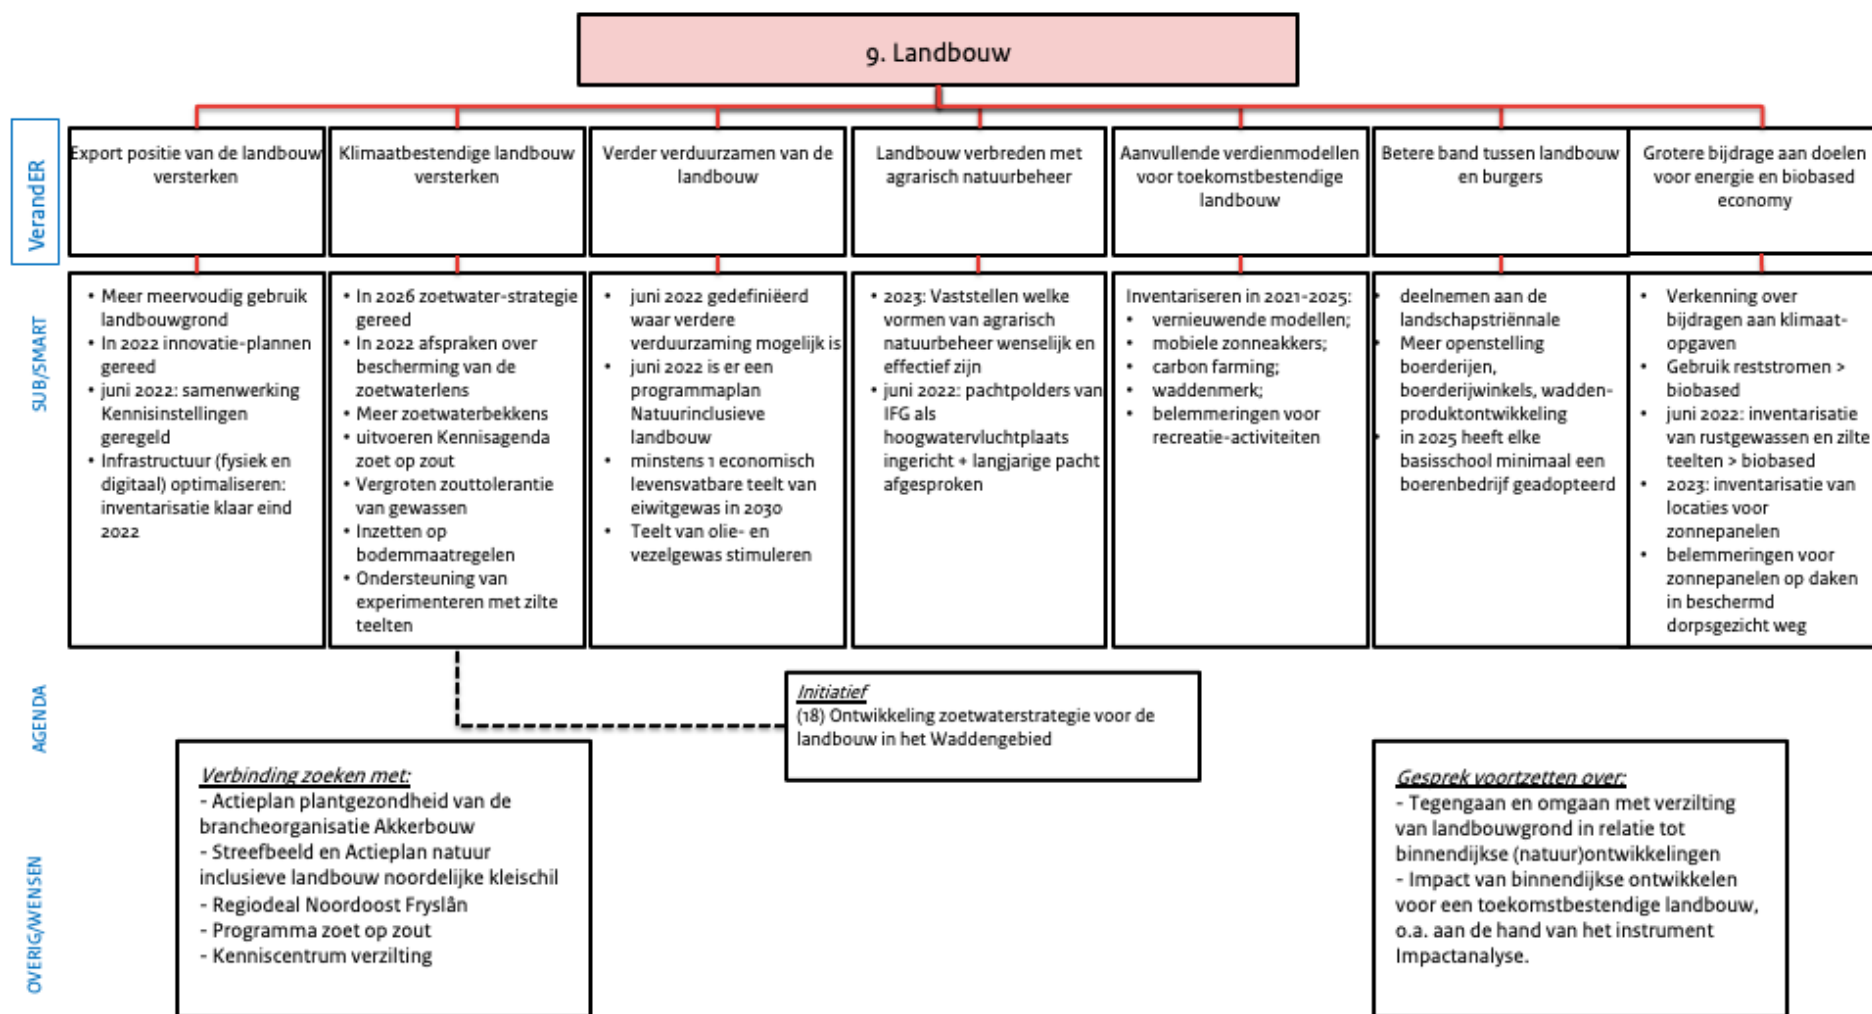 9. Landbouw
VerandER
Export positie van de landbouw
versterken
Klimaatbestendige landbouw
versterken
Verder verduurzamen van de
landbouw
Landbouw verbreden met
agrarisch natuurbeheer
Aanvullende verdienmodellen
voor toekomstbestendige
landbouw
Betere band tussen landbouw
en burgers
Grotere bijdrage aan doelen
voor energie en biobased
economy
SUB/SMART
• Meer meervoudig gebruik
landbouwgrond
• In 2022 innovatie-plannen
gereed
• juni 2022: samenwerking
Kennisinstellingen
geregeld
• Infrastructuur (fysiek en
digitaal) optimaliseren:
inventarisatie klaar eind
2022
• In 2026 zoetwater-strategie
gereed
• In 2022 afspraken over
bescherming van de
zoetwaterlens
• Meer zoetwaterbekkens
• uitvoeren Kennisagenda
zoet op zout
• Vergroten zouttolerantie
van gewassen
• Inzetten op
bodemmaatregelen
• Ondersteuning van
experimenteren met zilte
teelten
• juni 2022 gedefiniëerd
waar verdere
verduurzaming mogelijk is
• juni 2022 is er een
programmaplan
Natuurinclusieve
landbouw
• minstens 1 economisch
levensvatbare teelt van
eiwitgewas in 2030
• Teelt van olie- en
vezelgewas stimuleren
• 2023: Vaststellen welke
vormen van agrarisch
natuurbeheer wenselijk en
effectief zijn
• juni 2022: pachtpolders van
IFG als
hoogwatervluchtplaats
ingericht + langjarige pacht
afgesproken
Inventariseren in 2021-2025:
• vernieuwende modellen;
• mobiele zonneakkers;
• carbon farming;
• waddenmerk;
• belemmeringen voor
recreatie-activiteiten
• deelnemen aan de
landschapstriënnale
• Meer openstelling
boerderijen,
boerderijwinkels, wadden-
produktontwikkeling
• in 2025 heeft elke
basisschool minimaal een
boerenbedrijf geadopteerd
• Verkenning over
bijdragen aan klimaat-
opgaven
• Gebruik reststromen >
biobased
• juni 2022: inventarisatie
van rustgewassen en zilte
teelten > biobased
• 2023: inventarisatie van
locaties voor
zonnepanelen
• belemmeringen voor
zonnepanelen op daken
in beschermd
dorpsgezicht weg
AGENDA
Initiatief
(18) Ontwikkeling zoetwaterstrategie voor de
landbouw in het Waddengebied
OVERIG/WENSEN
Verbinding zoeken met:
- Actieplan plantgezondheid van de
brancheorganisatie Akkerbouw
- Streefbeeld en Actieplan natuur
inclusieve landbouw noordelijke kleischil
- Regiodeal Noordoost Fryslân
- Programma zoet op zout
- Kenniscentrum verzilting
Gesprek voortzetten over:
- Tegengaan en omgaan met verzilting
van landbouwgrond in relatie tot
binnendijkse (natuur)ontwikkelingen
- Impact van binnendijkse ontwikkelen
voor een toekomstbestendige landbouw,
o.a. aan de hand van het instrument
Impactanalyse.